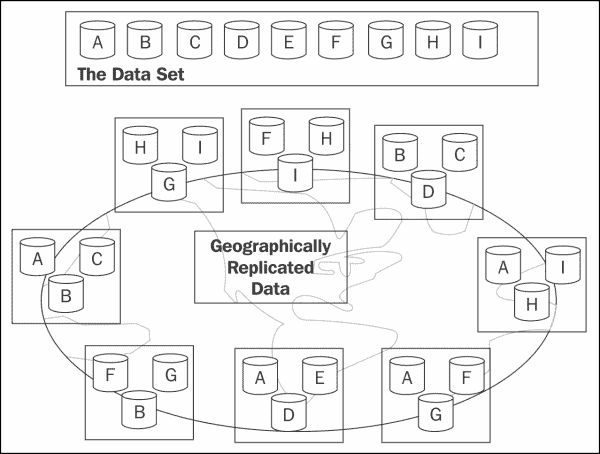 A B C D E F G H I
The Data Set
H I
G
F H
I
B C
D
A C
B
Geographically
Replicated
Data
A I
H
F G
B
A E
D
A F
G